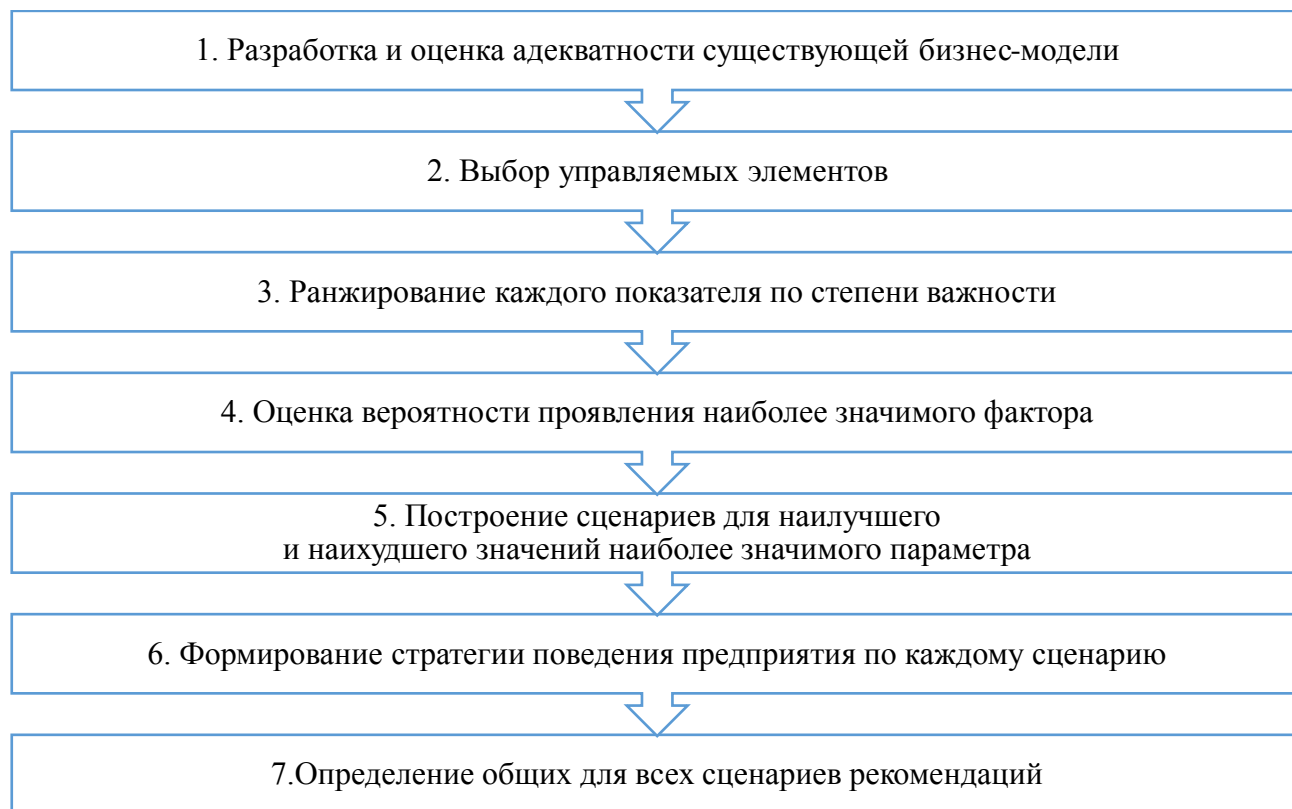 1. Разработка и оценка адекватности существующей бизнес-модели
2. Выбор управляемых элементов
3. Ранжирование каждого показателя по степени важности
4. Оценка вероятности проявления наиболее значимого фактора
5. Построение сценариев для наилучшего
и наихудшего значений наиболее значимого параметра
6. Формирование стратегии поведения предприятия по каждому сценарию
7.Определение общих для всех сценариев рекомендаций